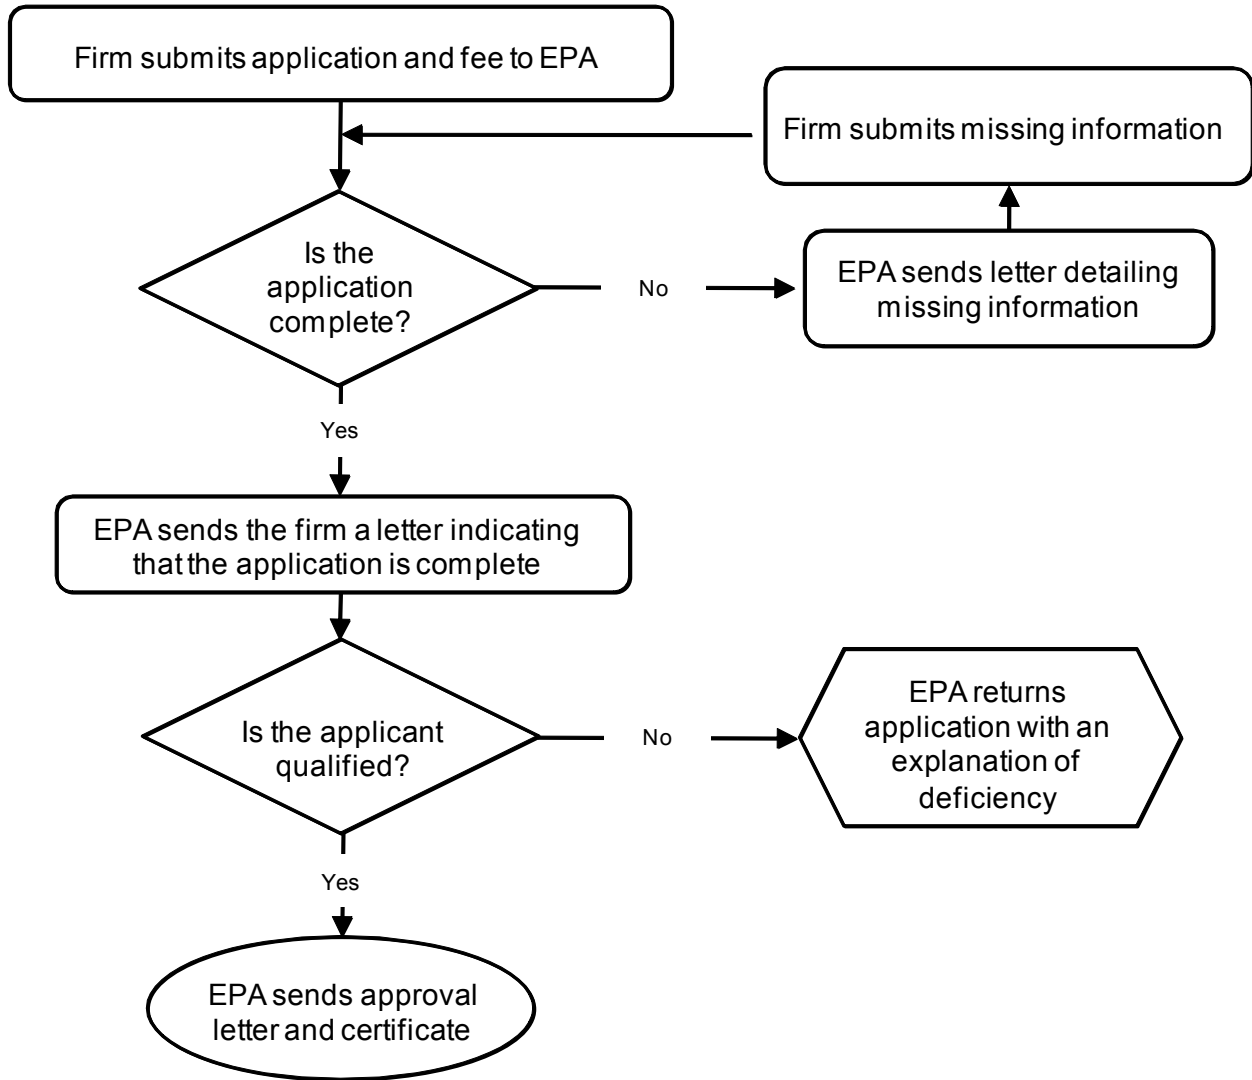 Firm submits application and fee to EPA
Firm submits missing information
Is the
application
complete?
No
EPA sends letter detailing
missing information
Yes
EPA sends the firm a letter indicating
that the application is complete
Is the applicant
qualified?
No
EPA returns
application with an
explanation of
deficiency
Yes
EPA sends approval
letter and certificate